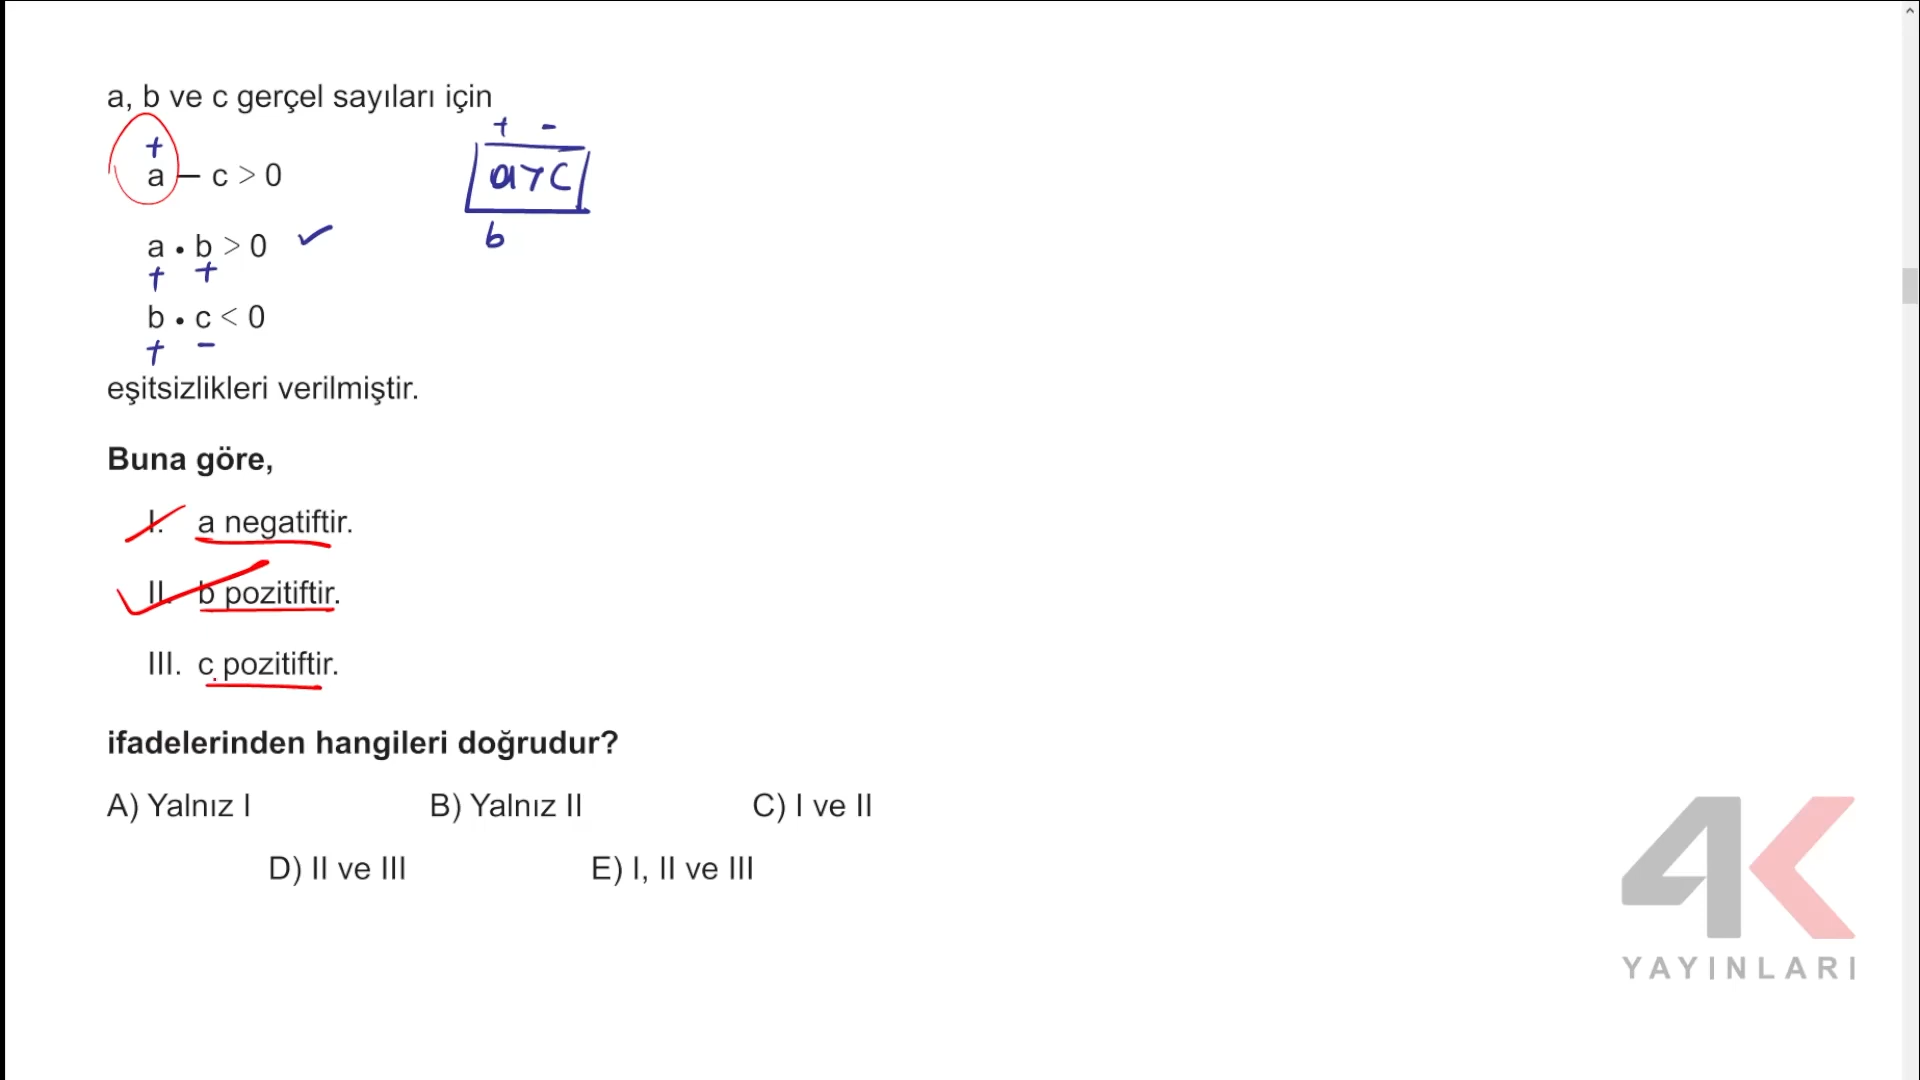 a, b ve c gerçel sayıları için
+
a — c > 0
+ -
a>c
b
a • b > 0 ✓
+ +
b • c < 0
+ -
eşitsizlikleri verilmiştir.
Buna göre,
I. a negatiftir.
II. b pozitiftir.
III. c pozitiftir.
ifadelerinden hangileri doğrudur?
A) Yalnız I B) Yalnız II C) I ve II
D) II ve III E) I, II ve III
4K
YAYINLARI